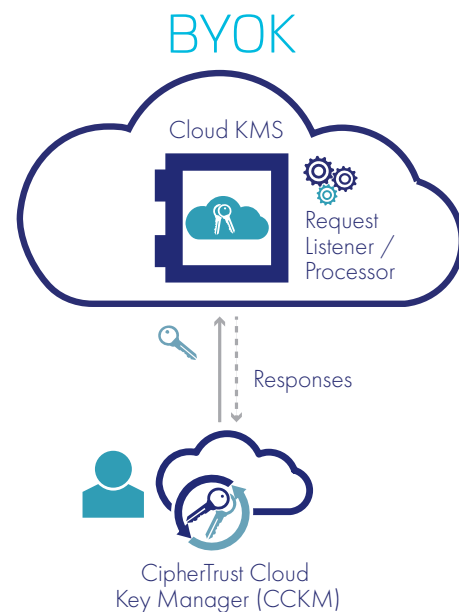 BYOK
Cloud KMS
Request
Listener /
Processor
Responses
CipherTrust Cloud
Key Manager (CCKM)